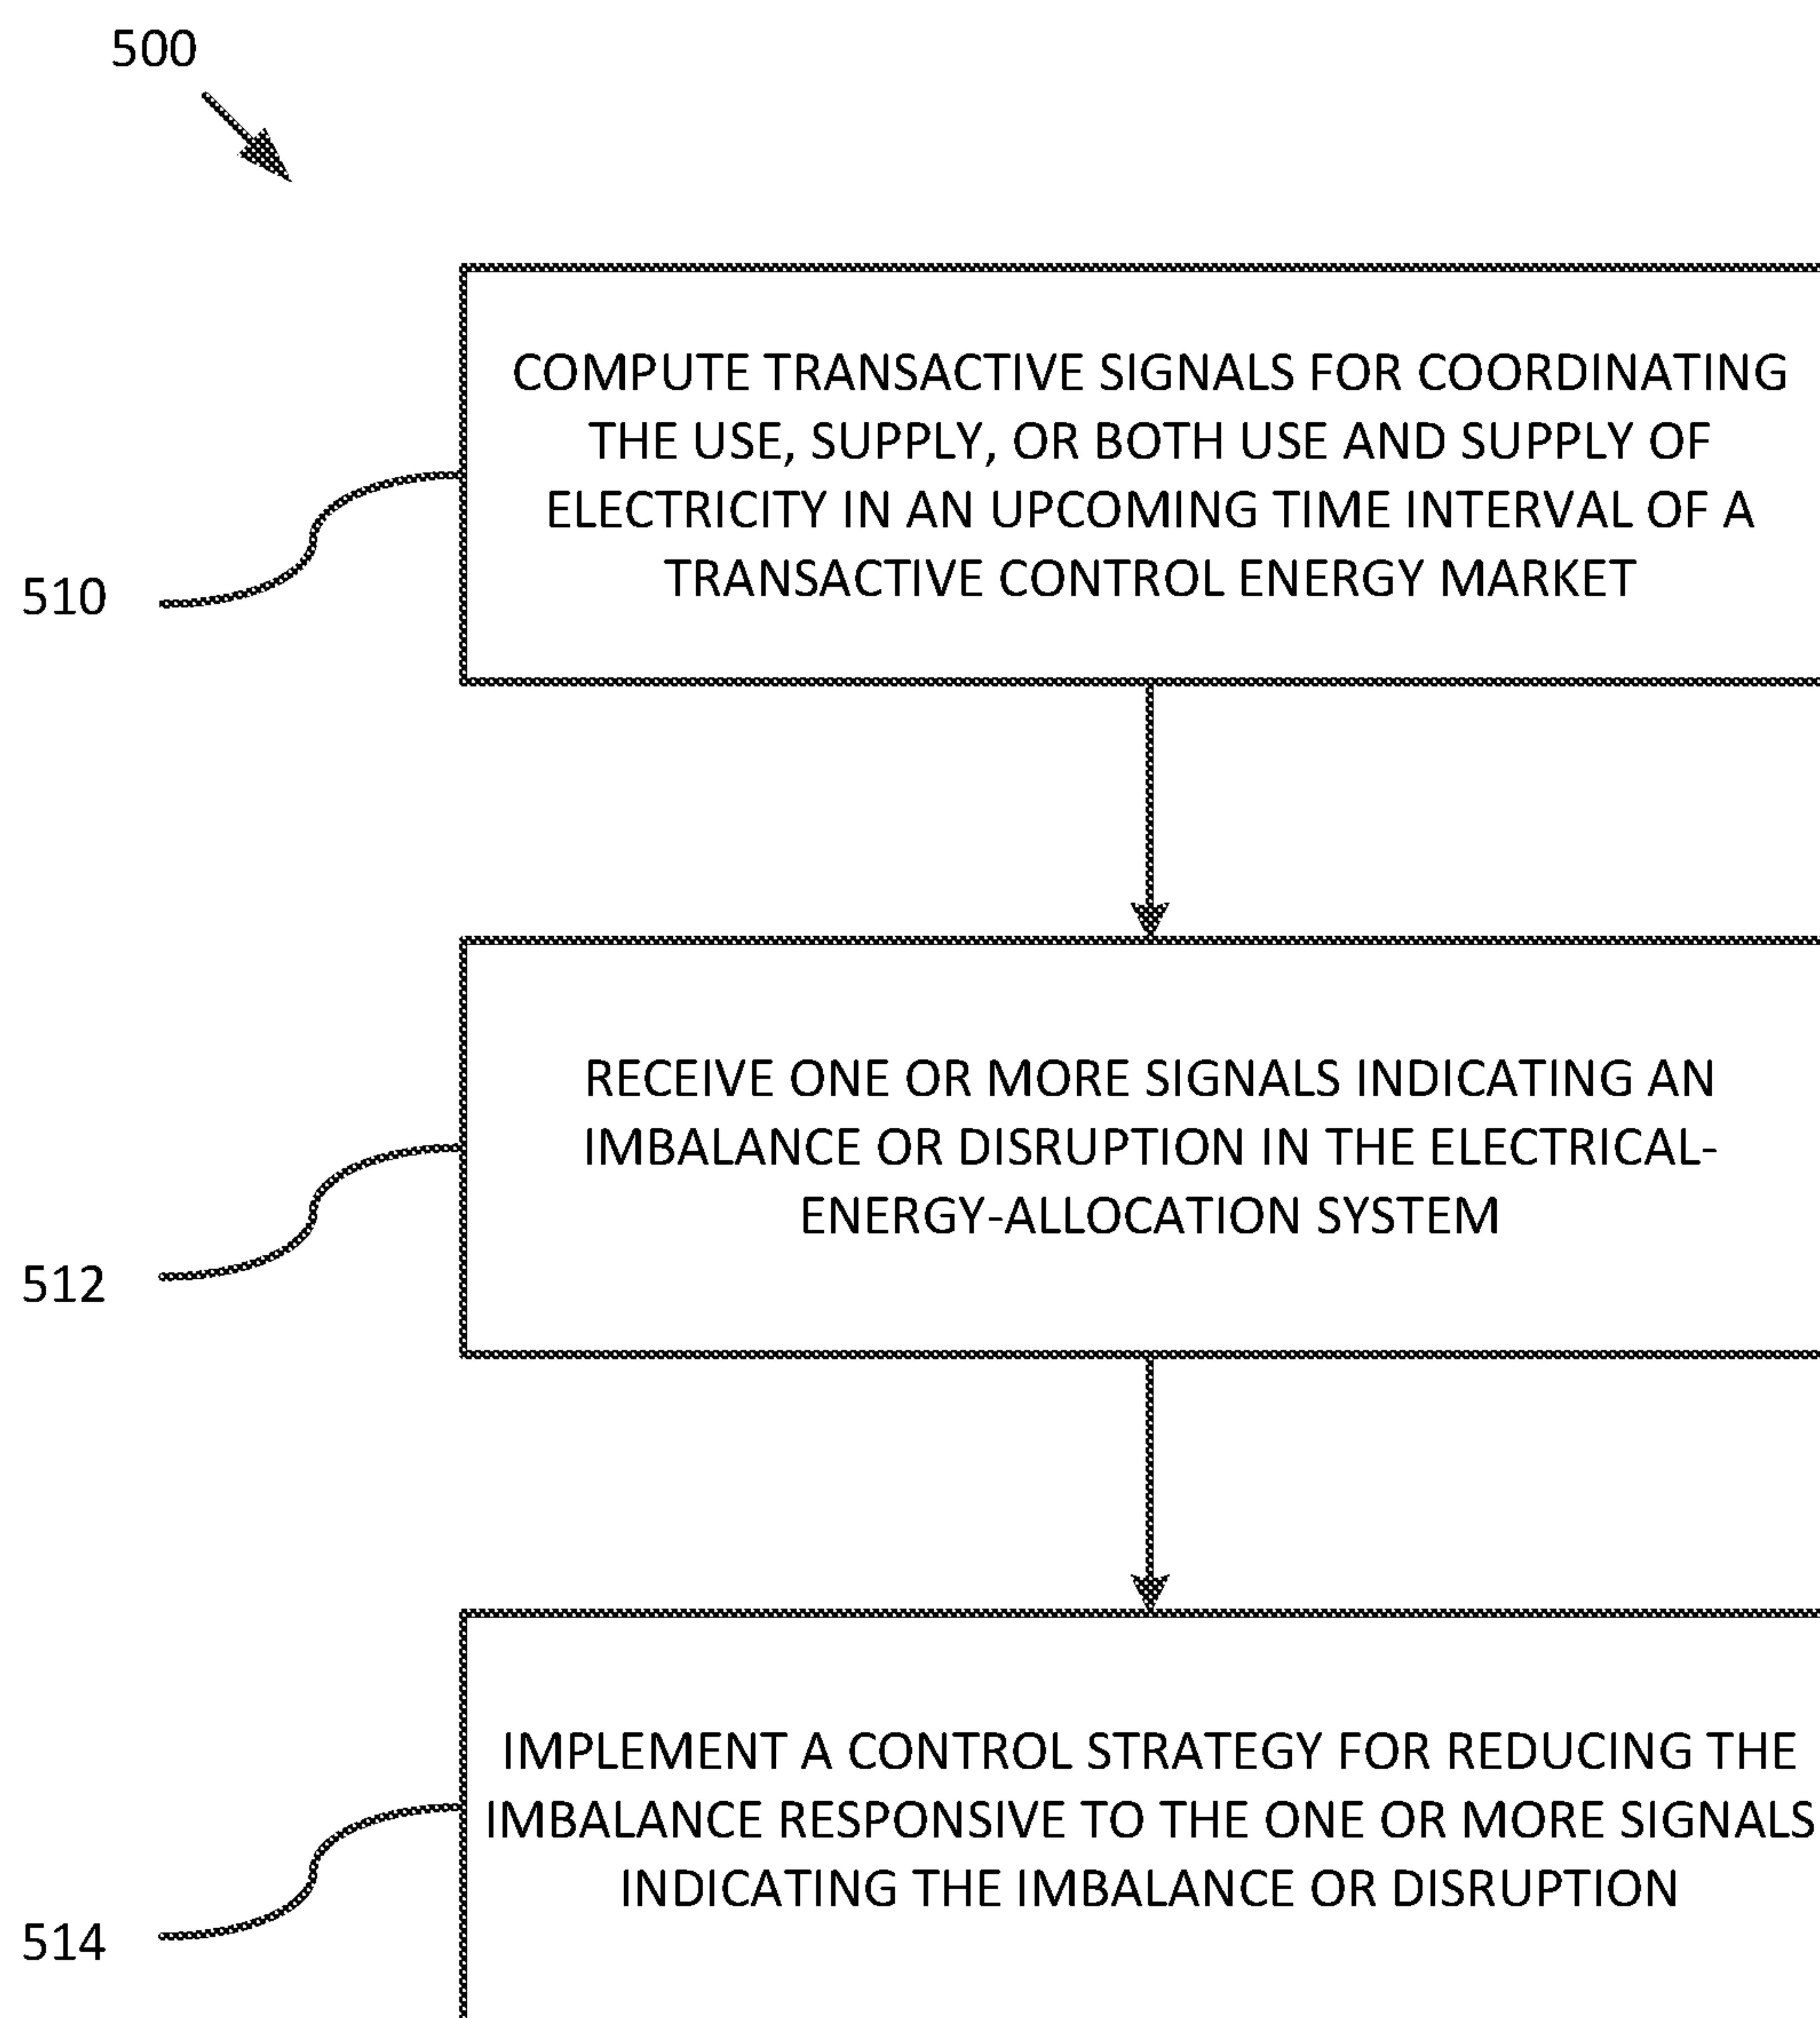 500
COMPUTE TRANSACTIVE SIGNALS FOR COORDINATING
THE USE, SUPPLY, OR BOTH USE AND SUPPLY OF
ELECTRICITY IN AN UPCOMING TIME INTERVAL OF A
TRANSACTIVE CONTROL ENERGY MARKET
510
RECEIVE ONE OR MORE SIGNALS INDICATING AN
IMBALANCE OR DISRUPTION IN THE ELECTRICAL-
ENERGY-ALLOCATION SYSTEM
512
IMPLEMENT A CONTROL STRATEGY FOR REDUCING THE
IMBALANCE RESPONSIVE TO THE ONE OR MORE SIGNALS
INDICATING THE IMBALANCE OR DISRUPTION
514